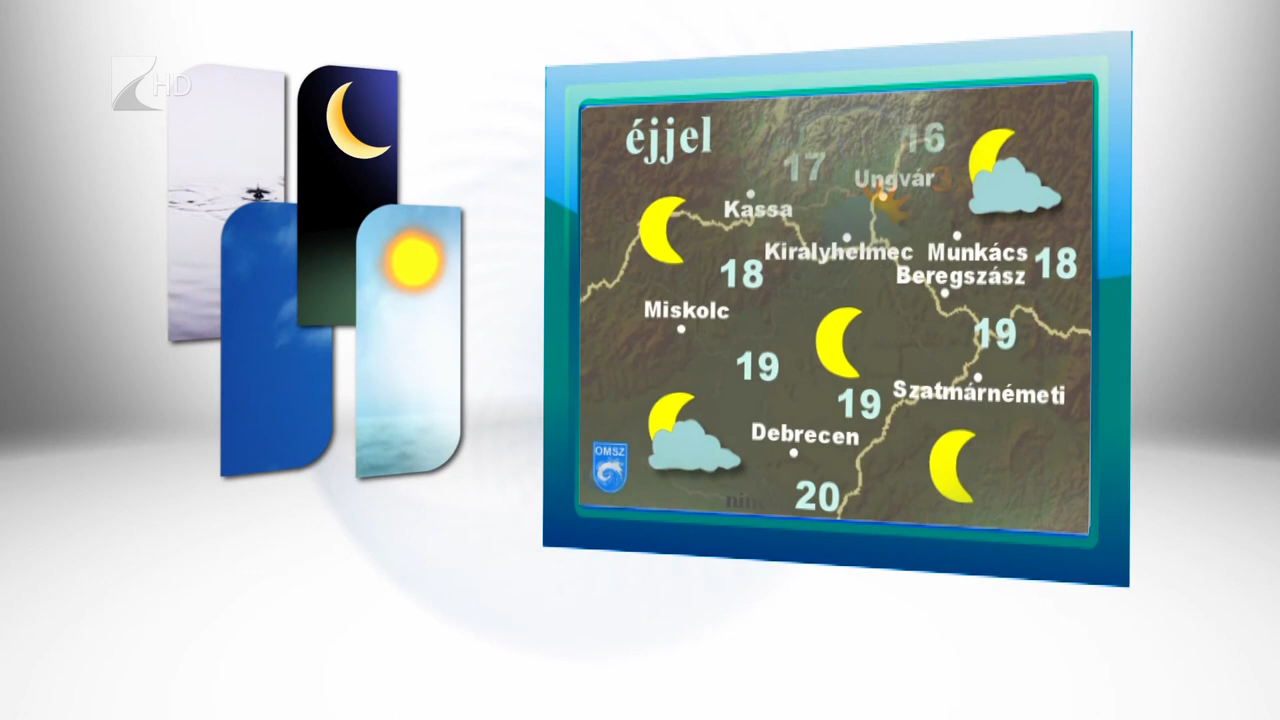 HD
éjjel
16
17
Ungvár
Kassa
Királyhelmec
Munkács
18
18
Beregszász
Miskolc
19
19
Szatmárnémeti
19
Debrecen
OMSZ
20